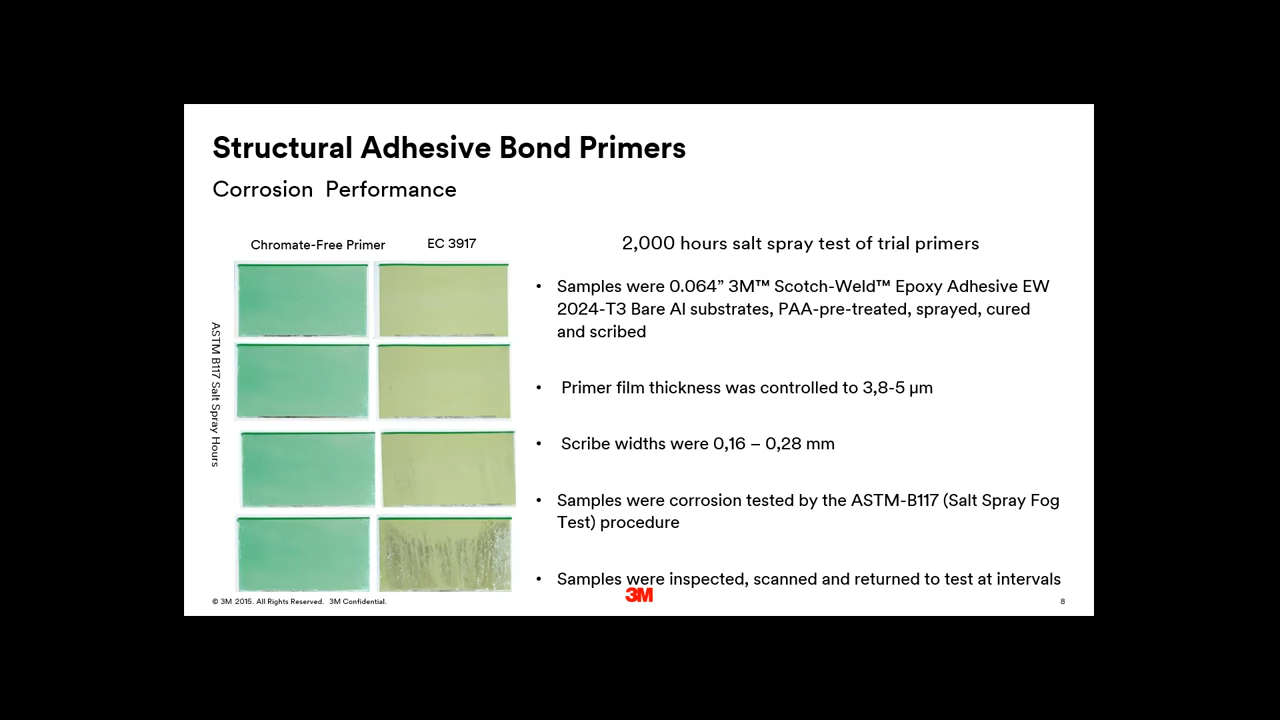 Structural Adhesive Bond Primers
Corrosion Performance
Chromate-Free Primer
EC 3917
ASTM B117 Salt Spray Hours
2,000 hours salt spray test of trial primers
• Samples were 0.064” 3M™ Scotch-Weld™ Epoxy Adhesive EW
2024-T3 Bare Al substrates, PAA-pre-treated, sprayed, cured
and scribed
• Primer film thickness was controlled to 3,8-5 µm
• Scribe widths were 0,16 – 0,28 mm
• Samples were corrosion tested by the ASTM-B117 (Salt Spray Fog
Test) procedure
• Samples were inspected, scanned and returned to test at intervals
© 3M 2015. All Rights Reserved. 3M Confidential.
3M
8